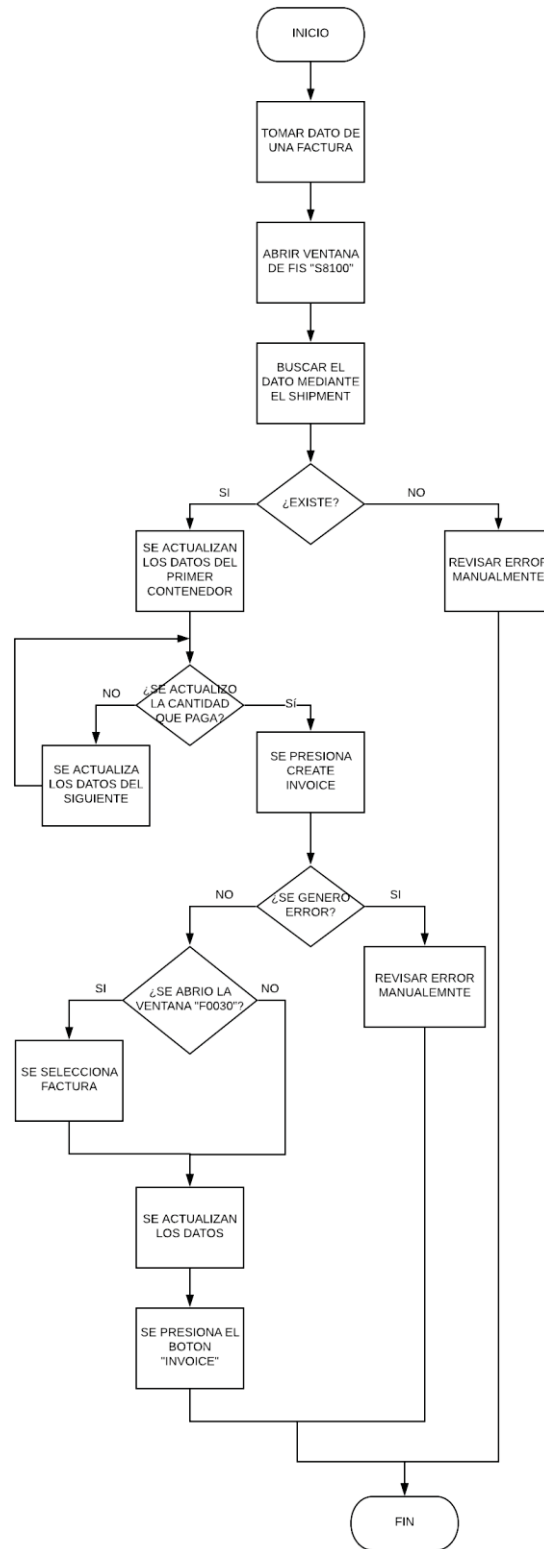 INICIO
TOMAR DATO DE
UNA FACTURA
ABRIR VENTANA
DE FIS "S8100"
BUSCAR EL
DATO MEDIANTE
EL SHIPMENT
SI
¿EXISTE?
NO
SE ACTUALIZAN
LOS DATOS DEL
PRIMER
CONTENEDOR
REVISAR ERROR
MANUALMENTE
NO
¿SE ACTUALIZO
LA CANTIDAD
QUE PAGA?
SÍ
SE ACTUALIZA
LOS DATOS DEL
SIGUIENTE
SE PRESIONA
CREATE
INVOICE
NO
¿SE GENERO
ERROR?
SI
SI
¿SE ABRIO LA
VENTANA "F0030"?
NO
REVISAR ERROR
MANUALEMNTE
SE SELECCIONA
FACTURA
SE ACTUALIZAN
LOS DATOS
SE PRESIONA EL
BOTON
"INVOICE"
FIN